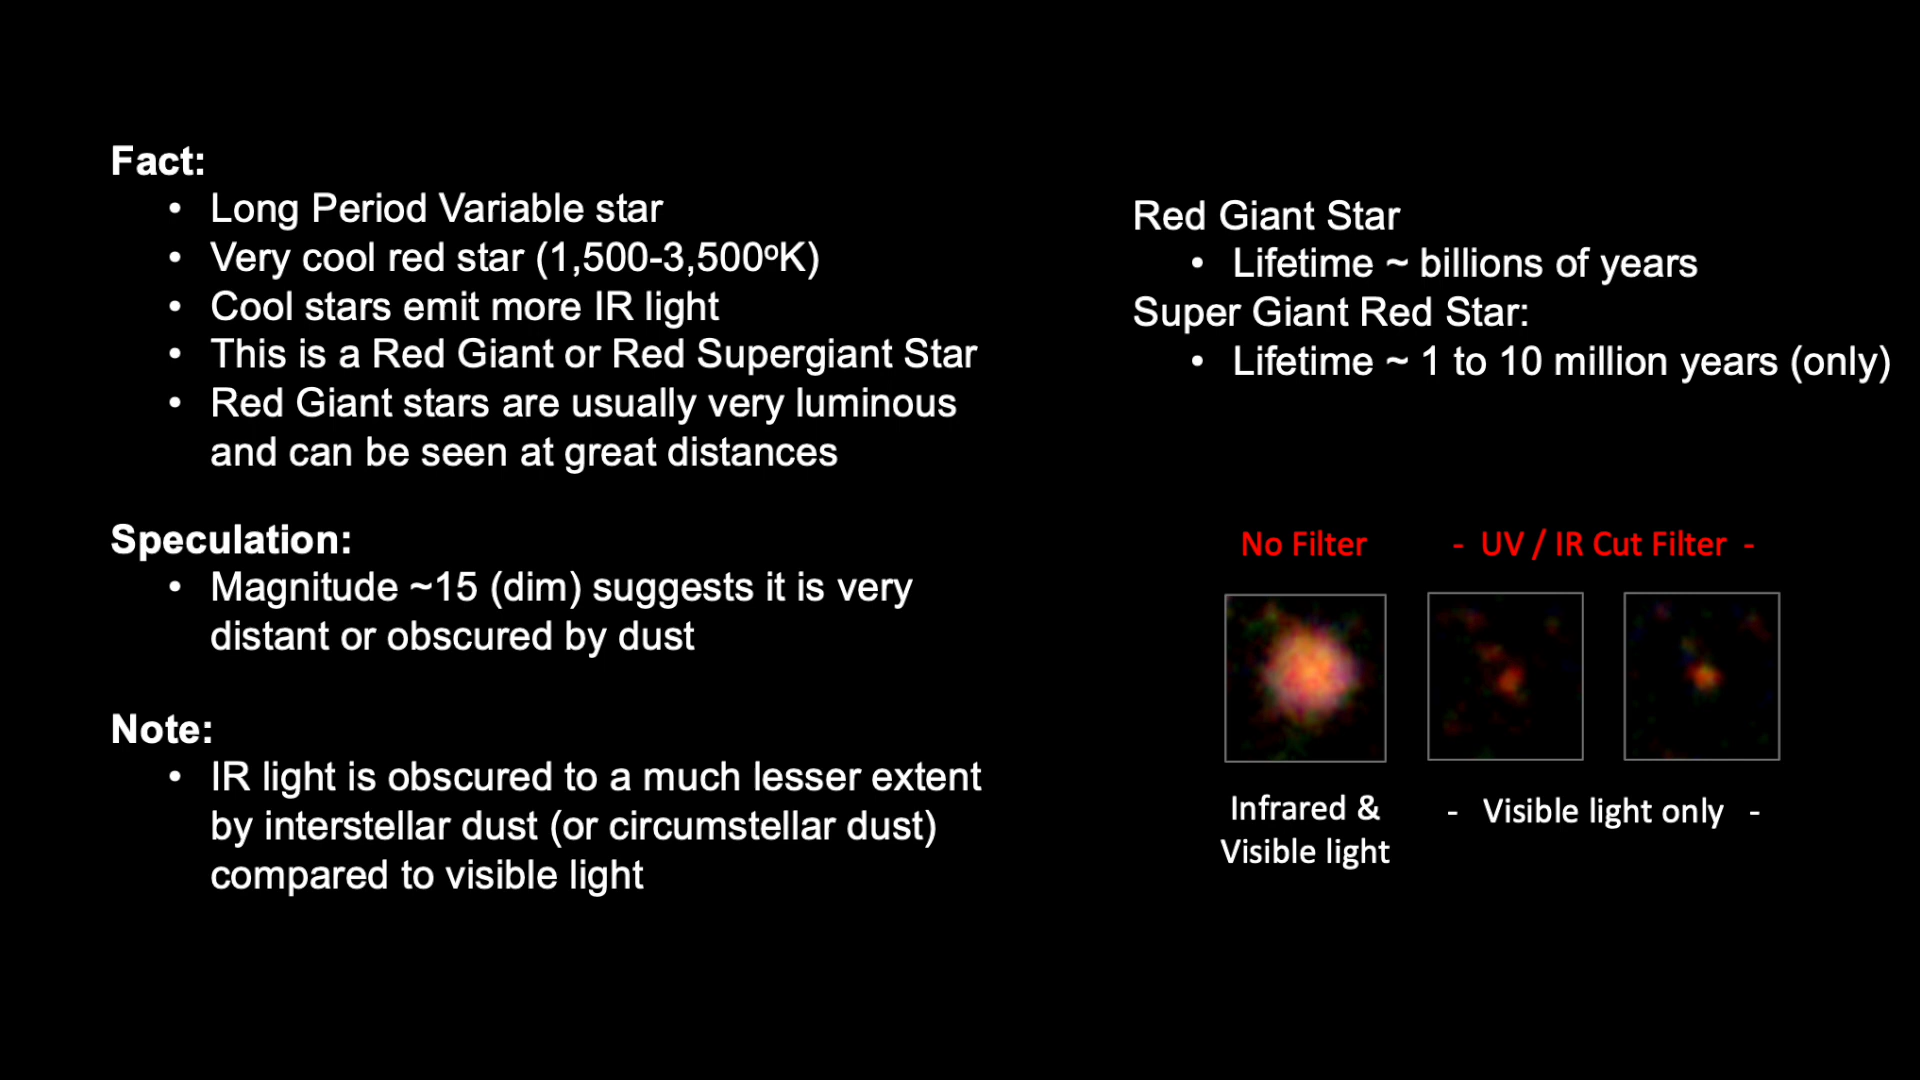 Fact:
• Long Period Variable star
• Very cool red star (1,500-3,500ºK)
• Cool stars emit more IR light
• This is a Red Giant or Red Supergiant Star
• Red Giant stars are usually very luminous
and can be seen at great distances
Speculation:
• Magnitude ~15 (dim) suggests it is very
distant or obscured by dust
Note:
• IR light is obscured to a much lesser extent
by interstellar dust (or circumstellar dust)
compared to visible light
Red Giant Star
• Lifetime ~ billions of years
Super Giant Red Star:
• Lifetime ~ 1 to 10 million years (only)
No Filter
- UV / IR Cut Filter -
Infrared &
Visible light
- Visible light only -